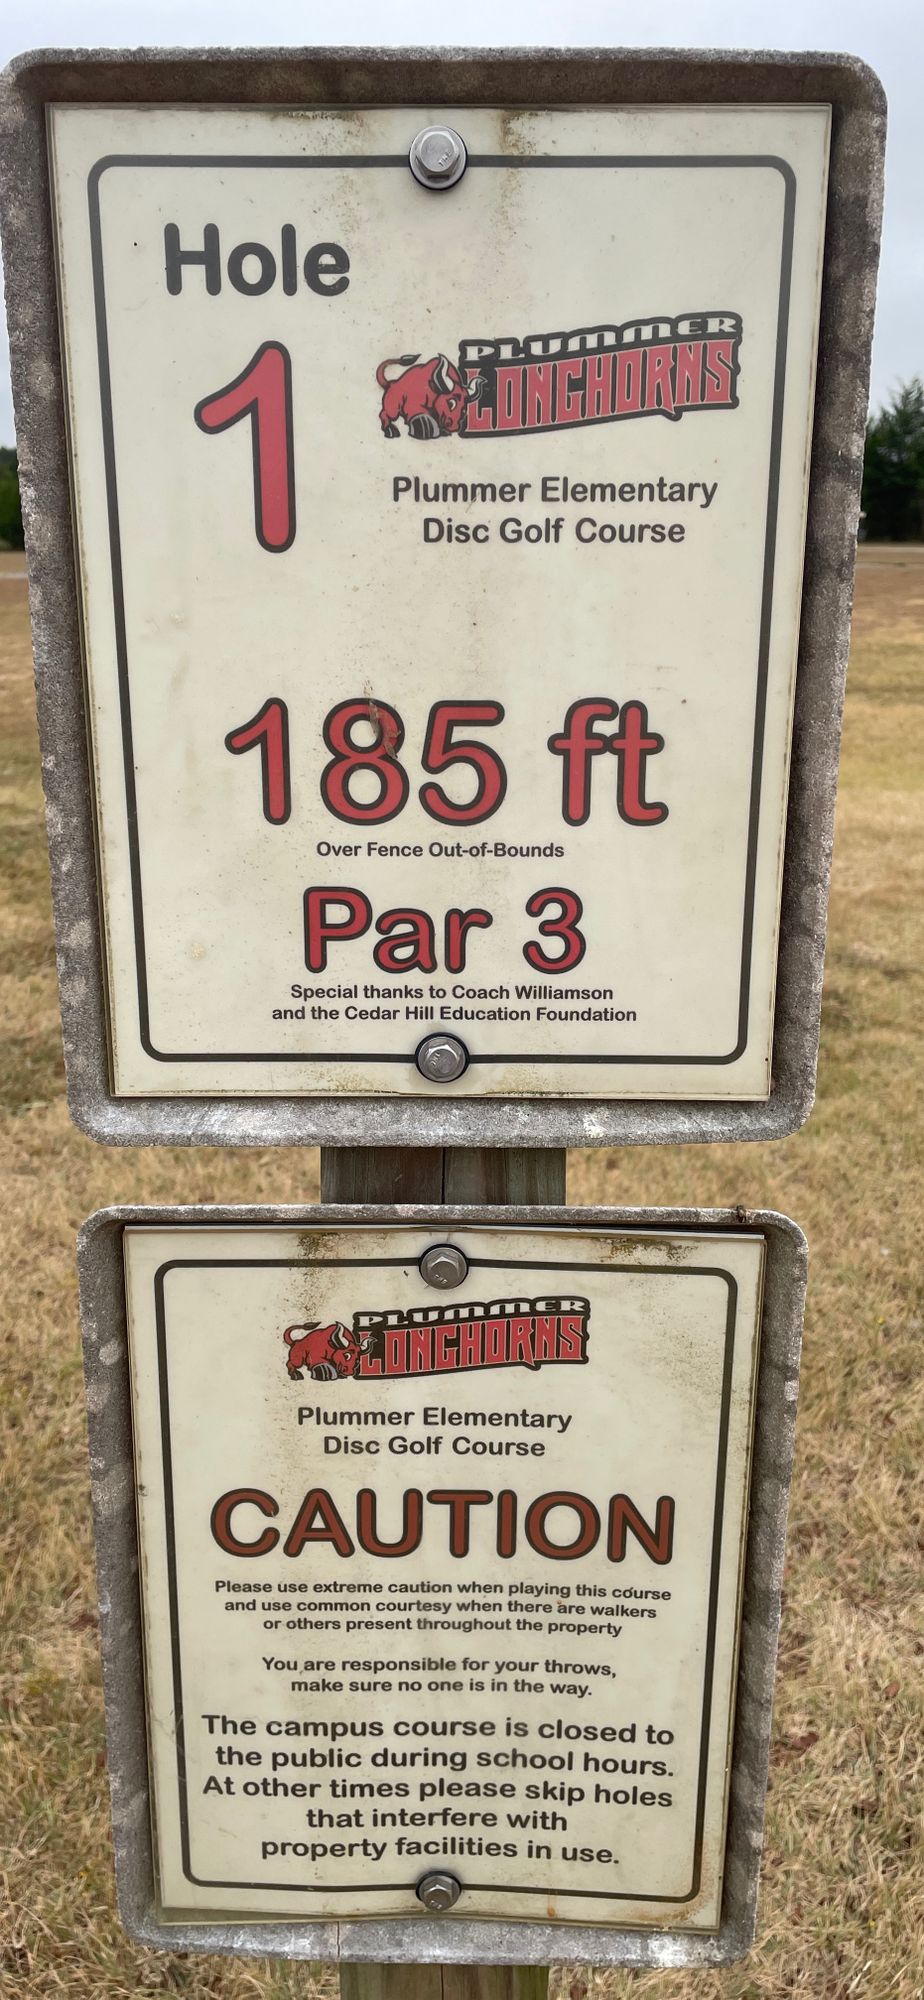 Hole
1
PLUMMER
LONGHORNS
Plummer Elementary
Disc Golf Course
185 ft
Over Fence Out-of-Bounds
Par 3
Special thanks to Coach Williamson
and the Cedar Hill Education Foundation
PLUMMER
LONGHORNS
Plummer Elementary
Disc Golf Course
CAUTION
Please use extreme caution when playing this course
and use common courtesy when there are walkers
or others present throughout the property
You are responsible for your throws,
make sure no one is in the way.
The campus course is closed to
the public during school hours.
At other times please skip holes
that interfere with
property facilities in use.